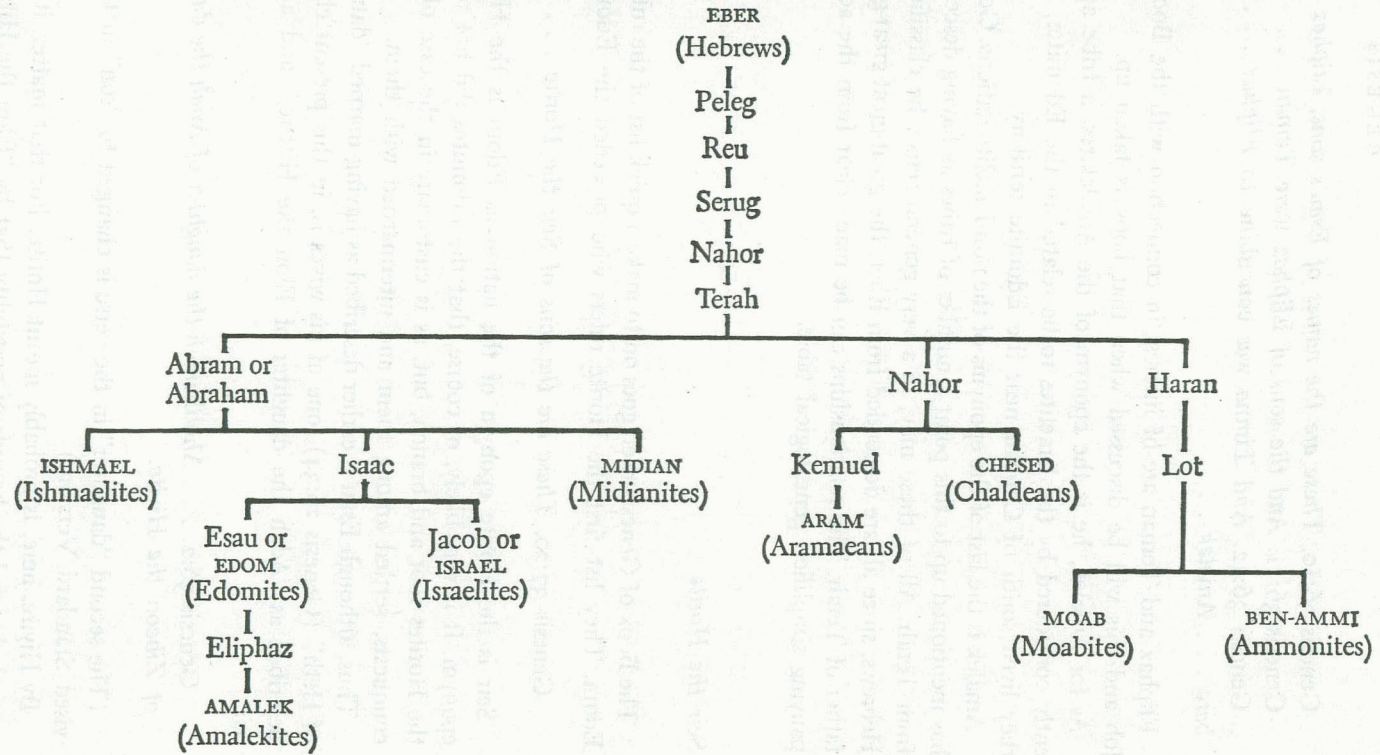 EBER
(Hebrews)
Peleg
Reu
Serug
Nahor
Terah
Abram or
Abraham
Nahor
Haran
ISHMAEL
(Ishmaelites)
Isaac
MIDIAN
(Midianites)
Kemuel
CHESED
(Chaldeans)
Lot
ARAM
(Aramaeans)
Esau or
EDOM
(Edomites)
Jacob or
ISRAEL
(Israelites)
MOAB
(Moabites)
BEN-AMMI
(Ammonites)
Eliphaz
AMALEK
(Amalekites)